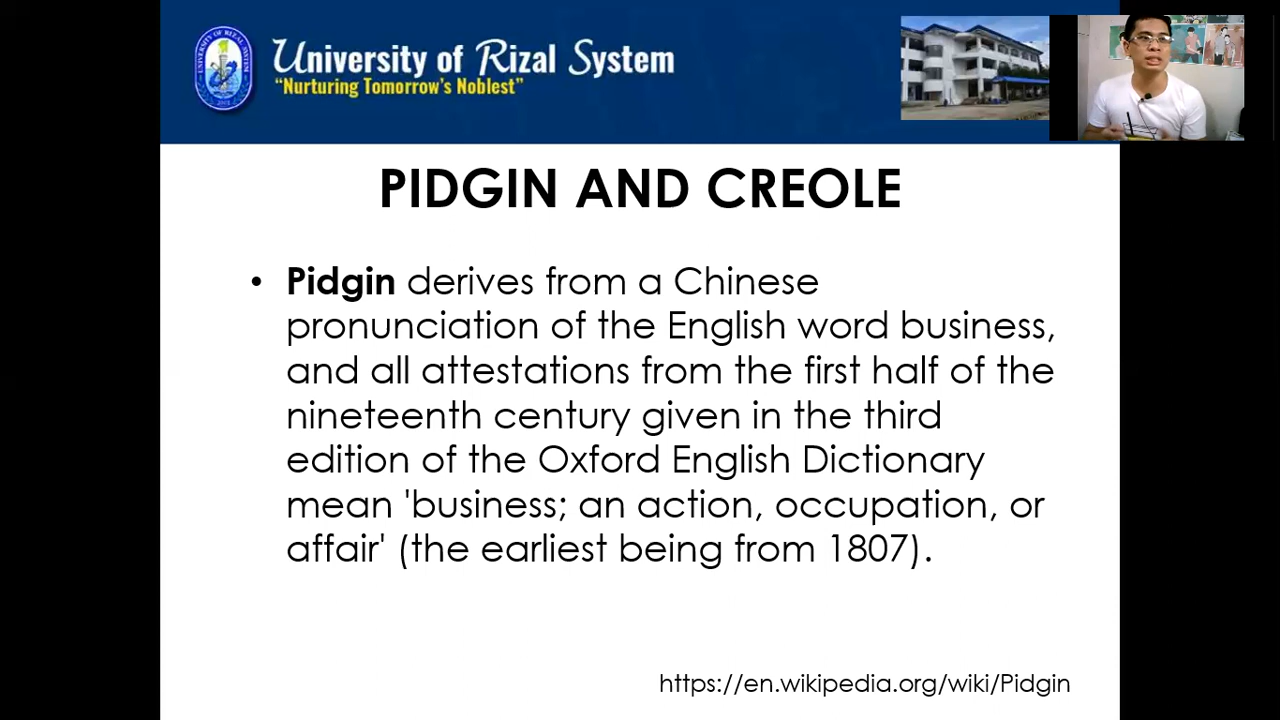 University of Rizal System
“Nurturing Tomorrow’s Noblest”
PIDGIN AND CREOLE
• Pidgin derives from a Chinese
pronunciation of the English word business,
and all attestations from the first half of the
nineteenth century given in the third
edition of the Oxford English Dictionary
mean 'business; an action, occupation, or
affair' (the earliest being from 1807).
https://en.wikipedia.org/wiki/Pidgin